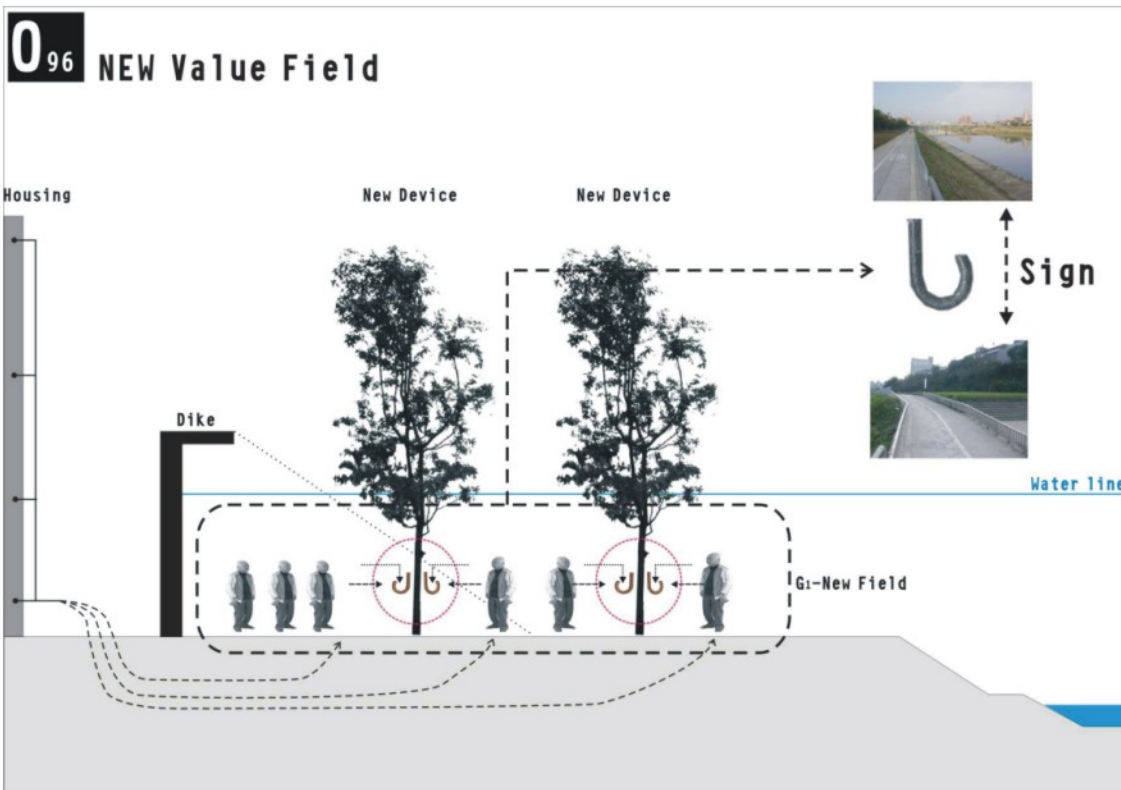 096 NEW Value Field
Housing
New Device
New Device
Sign
Dike
Water line
G1-New Field